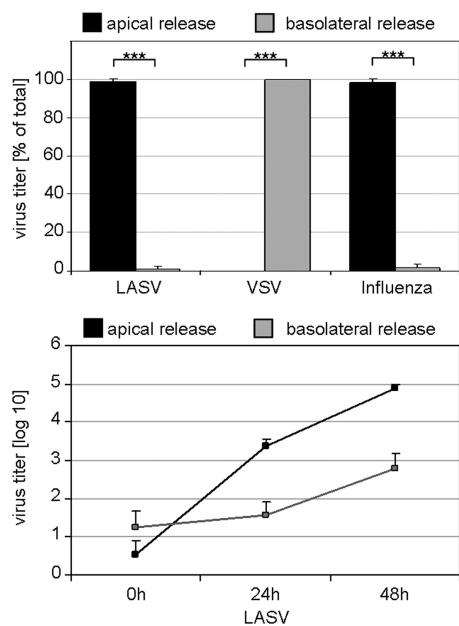 apical release basolateral release
virus titer [% of total]
100
80
60
40
20
0
*** *** ***
LASV VSV Influenza
apical release basolateral release
virus titer [log 10]
6
5
4
3
2
1
0
0h 24h 48h
LASV